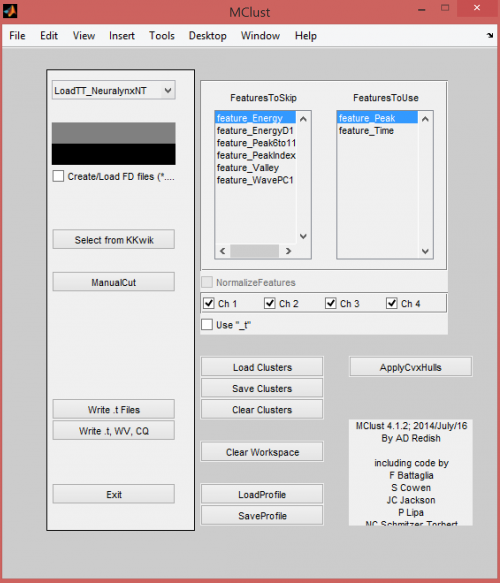 MClust
File Edit View Insert Tools Desktop Window Help
LoadTT_NeuralynxNT
Create/Load FD files (*....
Select from KKwik
ManualCut
Write .t Files
Write .t, WV, CQ
Exit
FeaturesToSkip
feature_Energy
feature_EnergyD1
feature_Peak6to11
feature_PeakIndex
feature_Valley
feature_WavePC1
FeaturesToUse
feature_Peak
feature_Time
NormalizeFeatures
Ch 1 Ch 2 Ch 3 Ch 4
Use "_t"
Load Clusters
Save Clusters
Clear Clusters
Clear Workspace
LoadProfile
SaveProfile
ApplyCvxHulls
MClust 4.1.2; 2014/July/16
By AD Redish
including code by
F Battaglia
S Cowen
JC Jackson
P Lipa
NC Schmitzer-Torbert